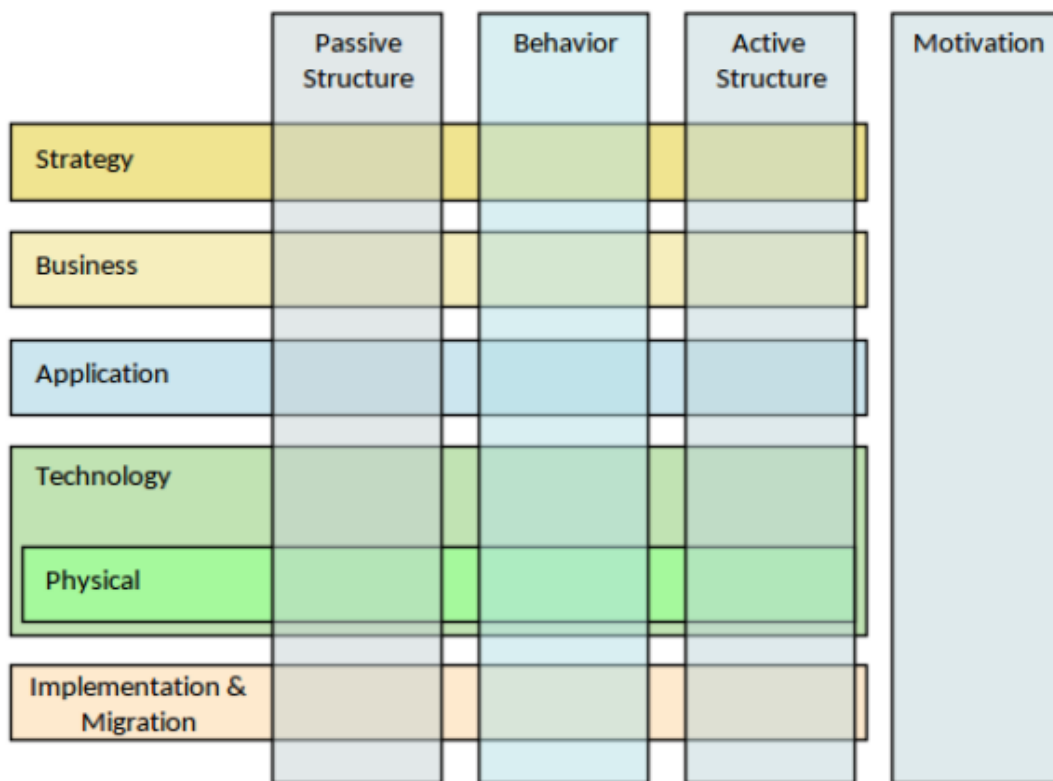 Passive
Structure
Behavior
Active
Structure
Motivation
Strategy
Business
Application
Technology
Physical
Implementation &
Migration